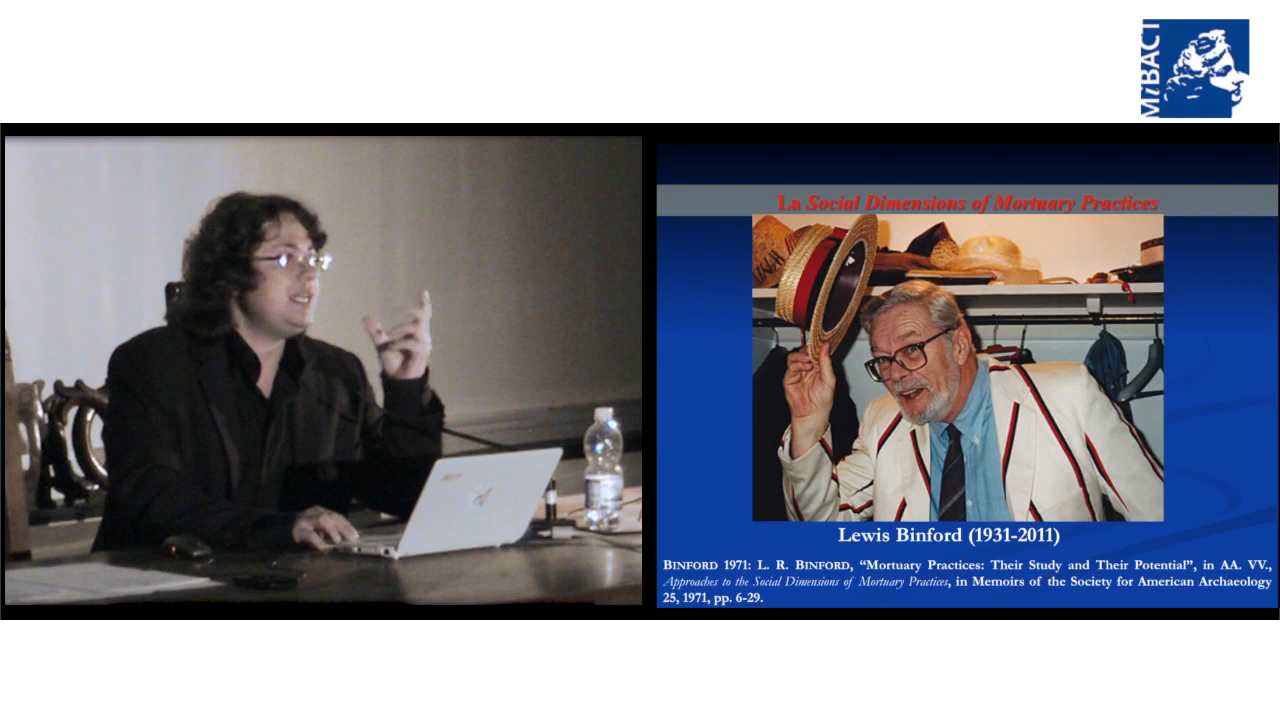 MiBACT
La Social Dimensions of Mortuary Practices
acer
Lewis Binford (1931-2011)
BINFORD 1971: L. R. BINFORD, “Mortuary Practices: Their Study and Their Potential”, in AA. VV.,
Approaches to the Social Dimensions of Mortuary Practices, in Memoirs of the Society for American Archaeology
25, 1971, pp. 6-29.